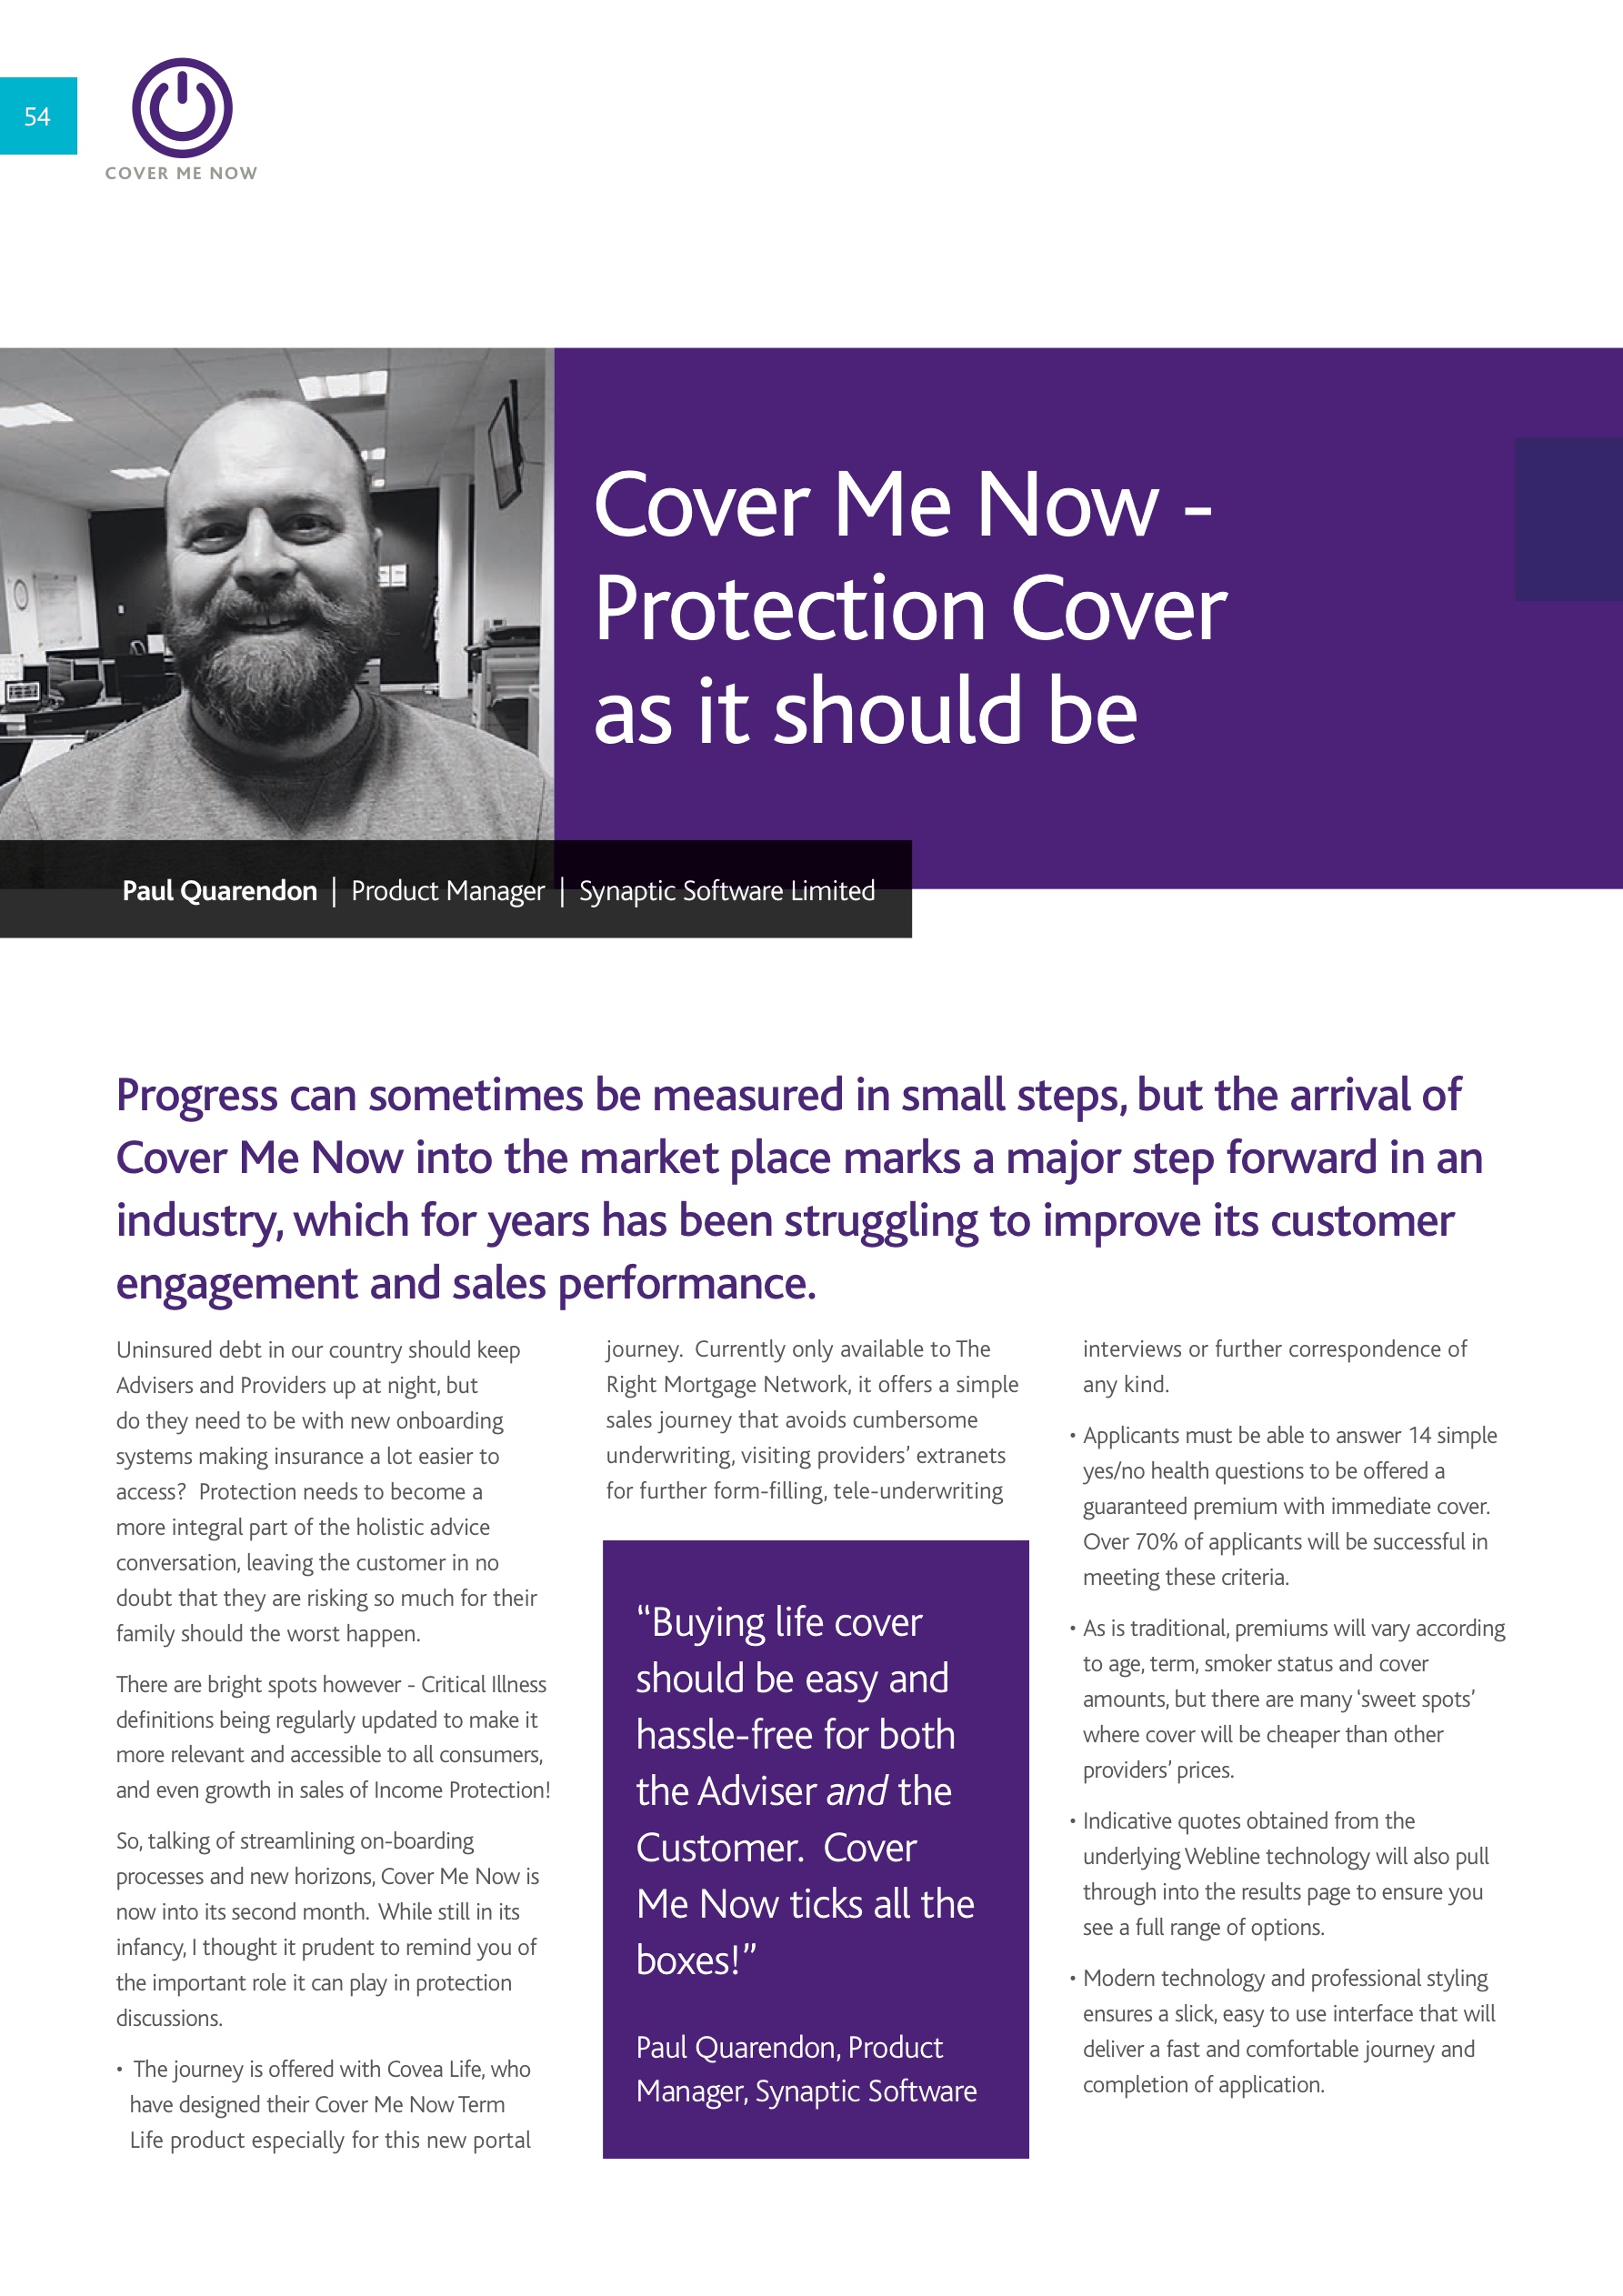 54
COVER ME NOW
Cover Me Now -
Protection Cover
as it should be
Paul Quarendon | Product Manager | Synaptic Software Limited
Progress can sometimes be measured in small steps, but the arrival of
Cover Me Now into the market place marks a major step forward in an
industry, which for years has been struggling to improve its customer
engagement and sales performance.
Uninsured debt in our country should keep
Advisers and Providers up at night, but
do they need to be with new onboarding
systems making insurance a lot easier to
access?  Protection needs to become a
more integral part of the holistic advice
conversation, leaving the customer in no
doubt that they are risking so much for their
family should the worst happen.
There are bright spots however - Critical Illness
definitions being regularly updated to make it
more relevant and accessible to all consumers,
and even growth in sales of Income Protection!
So, talking of streamlining on-boarding
processes and new horizons, Cover Me Now is
now into its second month.  While still in its
infancy, I thought it prudent to remind you of
the important role it can play in protection
discussions.
• The journey is offered with Covea Life, who
have designed their Cover Me Now Term
Life product especially for this new portal
journey.  Currently only available to The
Right Mortgage Network, it offers a simple
sales journey that avoids cumbersome
underwriting, visiting providers’ extranets
for further form-filling, tele-underwriting
“Buying life cover
should be easy and
hassle-free for both
the Adviser and the
Customer.  Cover
Me Now ticks all the
boxes!”
Paul Quarendon, Product
Manager, Synaptic Software
interviews or further correspondence of
any kind.
• Applicants must be able to answer 14 simple
yes/no health questions to be offered a
guaranteed premium with immediate cover.
Over 70% of applicants will be successful in
meeting these criteria.
• As is traditional, premiums will vary according
to age, term, smoker status and cover
amounts, but there are many ‘sweet spots’
where cover will be cheaper than other
providers’ prices.
• Indicative quotes obtained from the
underlying Webline technology will also pull
through into the results page to ensure you
see a full range of options.
• Modern technology and professional styling
ensures a slick, easy to use interface that will
deliver a fast and comfortable journey and
completion of application.